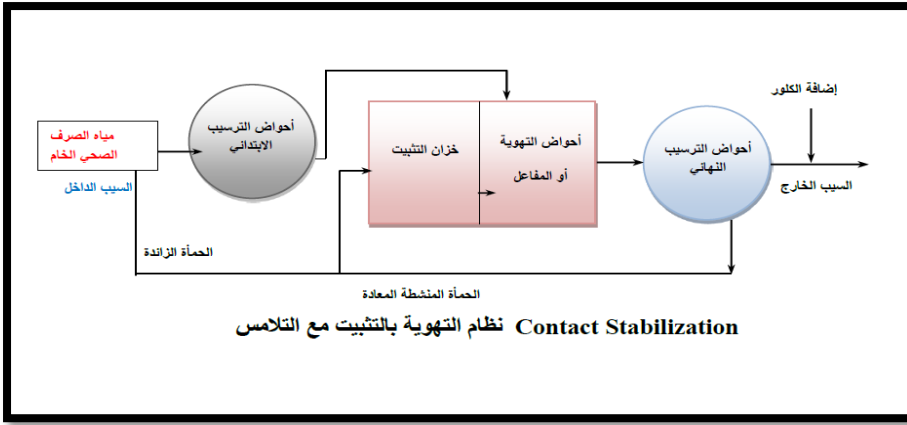 إضافة الكلور
مياه الصرف
الصحي الخام
السيب الداخل
أحواض الترسيب
الابتدائي
خزان التثبيت
أحواض التهوية
أو المفاعل
أحواض الترسيب
النهائي
السيب الخارج
الحمأة الزائدة
الحمأة المنشطة المعادة
نظام التهوية بالتثبيت مع التلامس Contact Stabilization